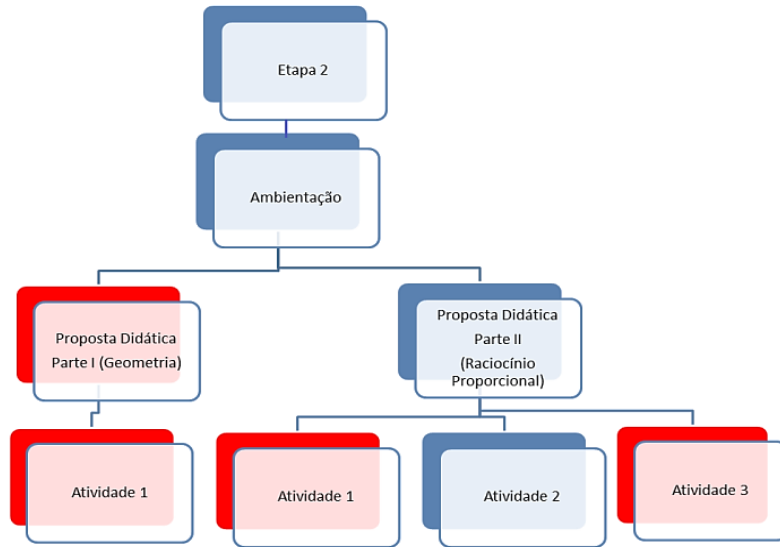 Etapa 2
Ambientação
Proposta Didática
Parte I (Geometria)
Proposta Didática
Parte II
(Raciocínio
Proporcional)
Atividade 1
Atividade 1
Atividade 2
Atividade 3